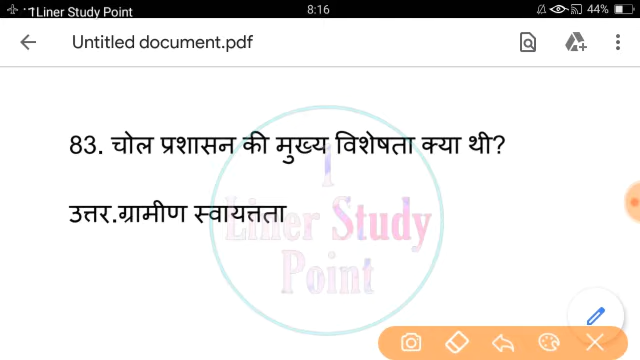 1Liner Study Point 8:16 44%
Untitled document.pdf
83. चोल प्रशासन की मुख्य विशेषता क्या थी?
उत्तर.ग्रामीण स्वायत्तता
1
Liner Study
Point